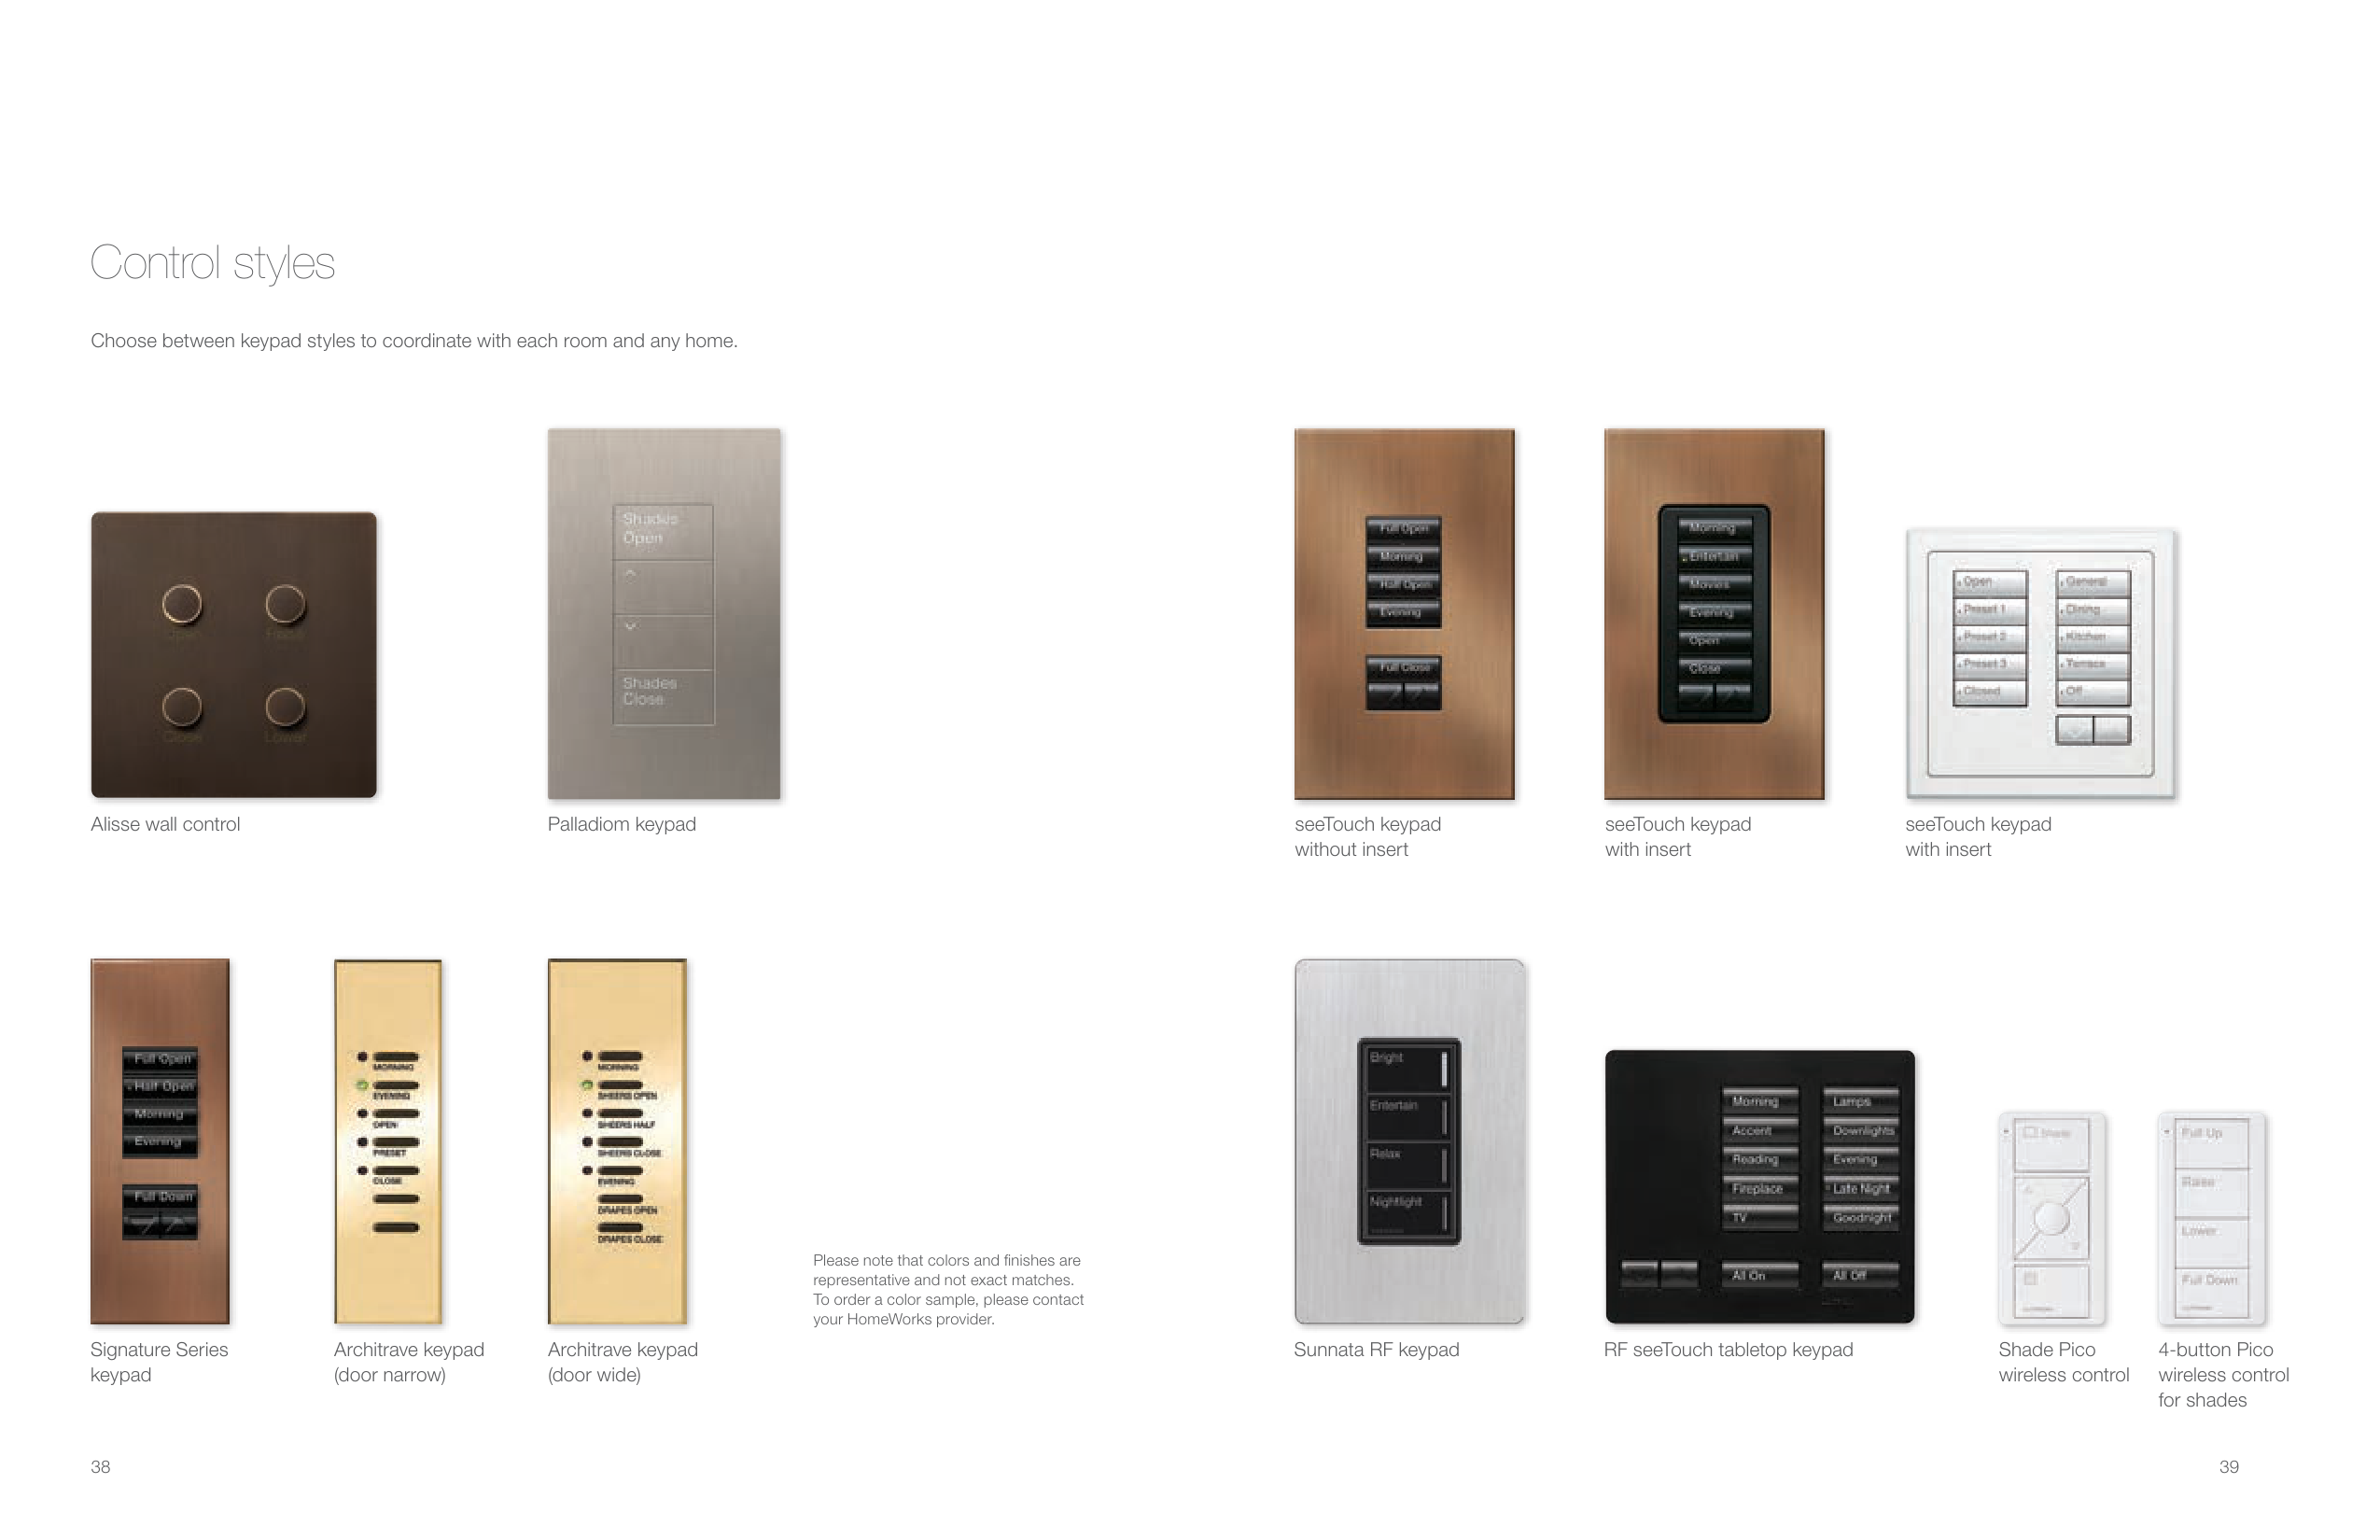 Control styles
Choose between keypad styles to coordinate with each room and any home.
Open
Raise
Close
Lower
Alisse wall control
Shades
Open
Shades
Close
Palladiom keypad
Full Open
Half Open
Morning
Evening
Full Down
Signature Series
keypad
MORNING
EVENING
OPEN
PRESET
CLOSE
Architrave keypad
(door narrow)
MORNING
SHEERS OPEN
SHEERS HALF
SHEERS CLOSE
EVENING
DRAPES OPEN
DRAPES CLOSE
Architrave keypad
(door wide)
Please note that colors and finishes are
representative and not exact matches.
To order a color sample, please contact
your HomeWorks provider.
38
Full Open
Morning
Half Open
Evening
Full Close
seeTouch keypad
without insert
Morning
Entertain
Movies
Evening
Open
Close
seeTouch keypad
with insert
Open
Preset 1
Preset 2
Preset 3
Closed
General
Dining
Kitchen
Terrace
Off
seeTouch keypad
with insert
Bright
Entertain
Relax
Nightlight
Sunnata RF keypad
Morning
Accent
Reading
Fireplace
TV
Lamps
Downlights
Evening
Late Night
Goodnight
All On
All Off
RF seeTouch tabletop keypad
Shade Pico
wireless control
Full Up
Raise
Lower
Full Down
4-button Pico
wireless control
for shades
39